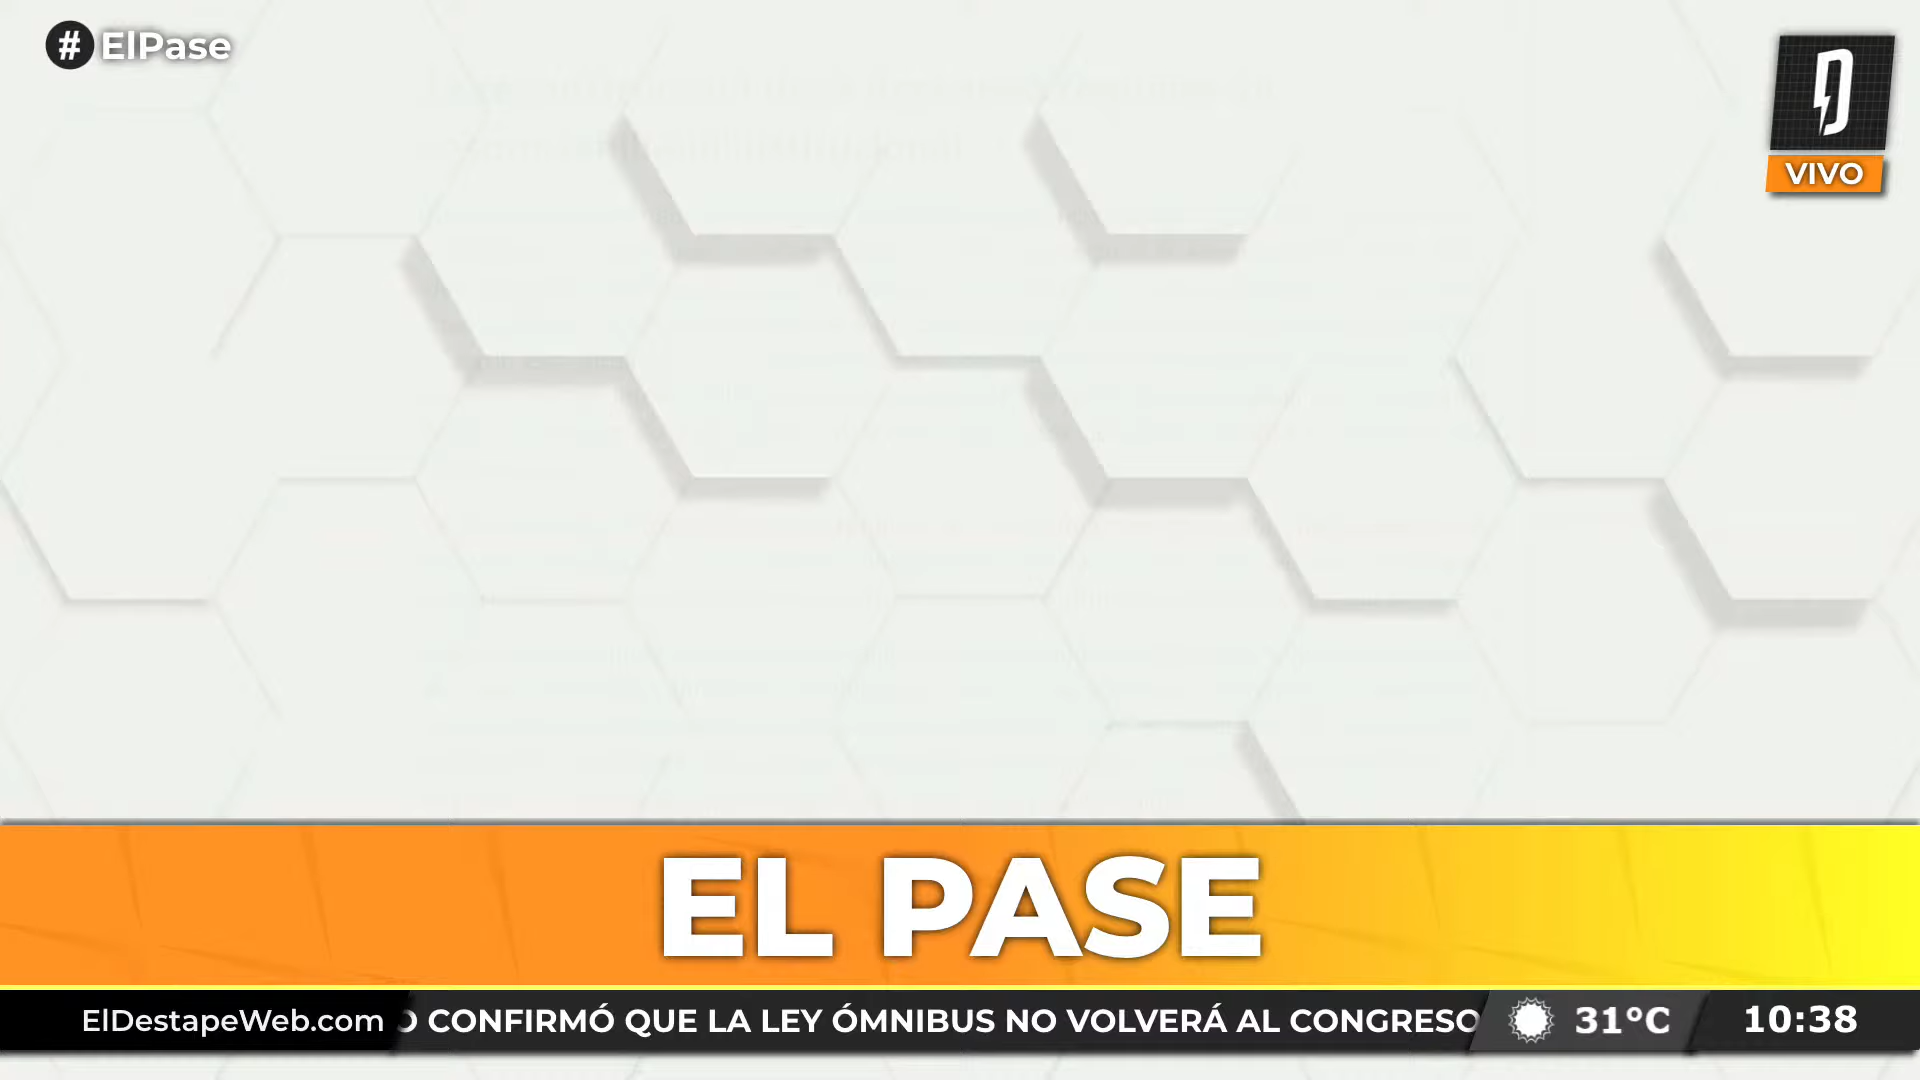 #ElPase
VIVO
EL PASE
ElDestapeWeb.com
CONFIRMÓ QUE LA LEY ÓMNIBUS NO VOLVERÁ AL CONGRESO
31°C
10:38